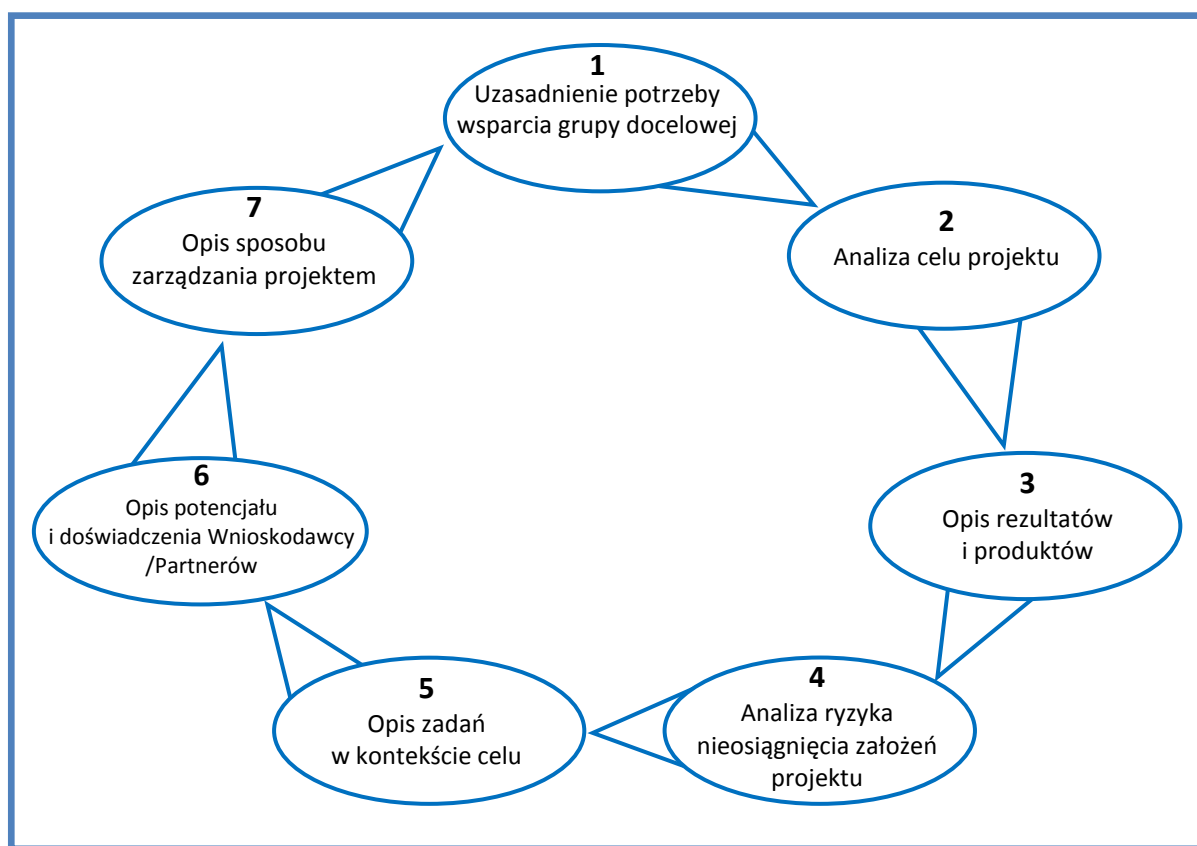 1
Uzasadnienie potrzeby
wsparcia grupy docelowej
2
Analiza celu projektu
3
Opis rezultatów
i produktów
4
Analiza ryzyka
nieosiągnięcia założeń
projektu
5
Opis zadań
w kontekście celu
6
Opis potencjału
i doświadczenia Wnioskodawcy
/Partnerów
7
Opis sposobu
zarządzania projektem